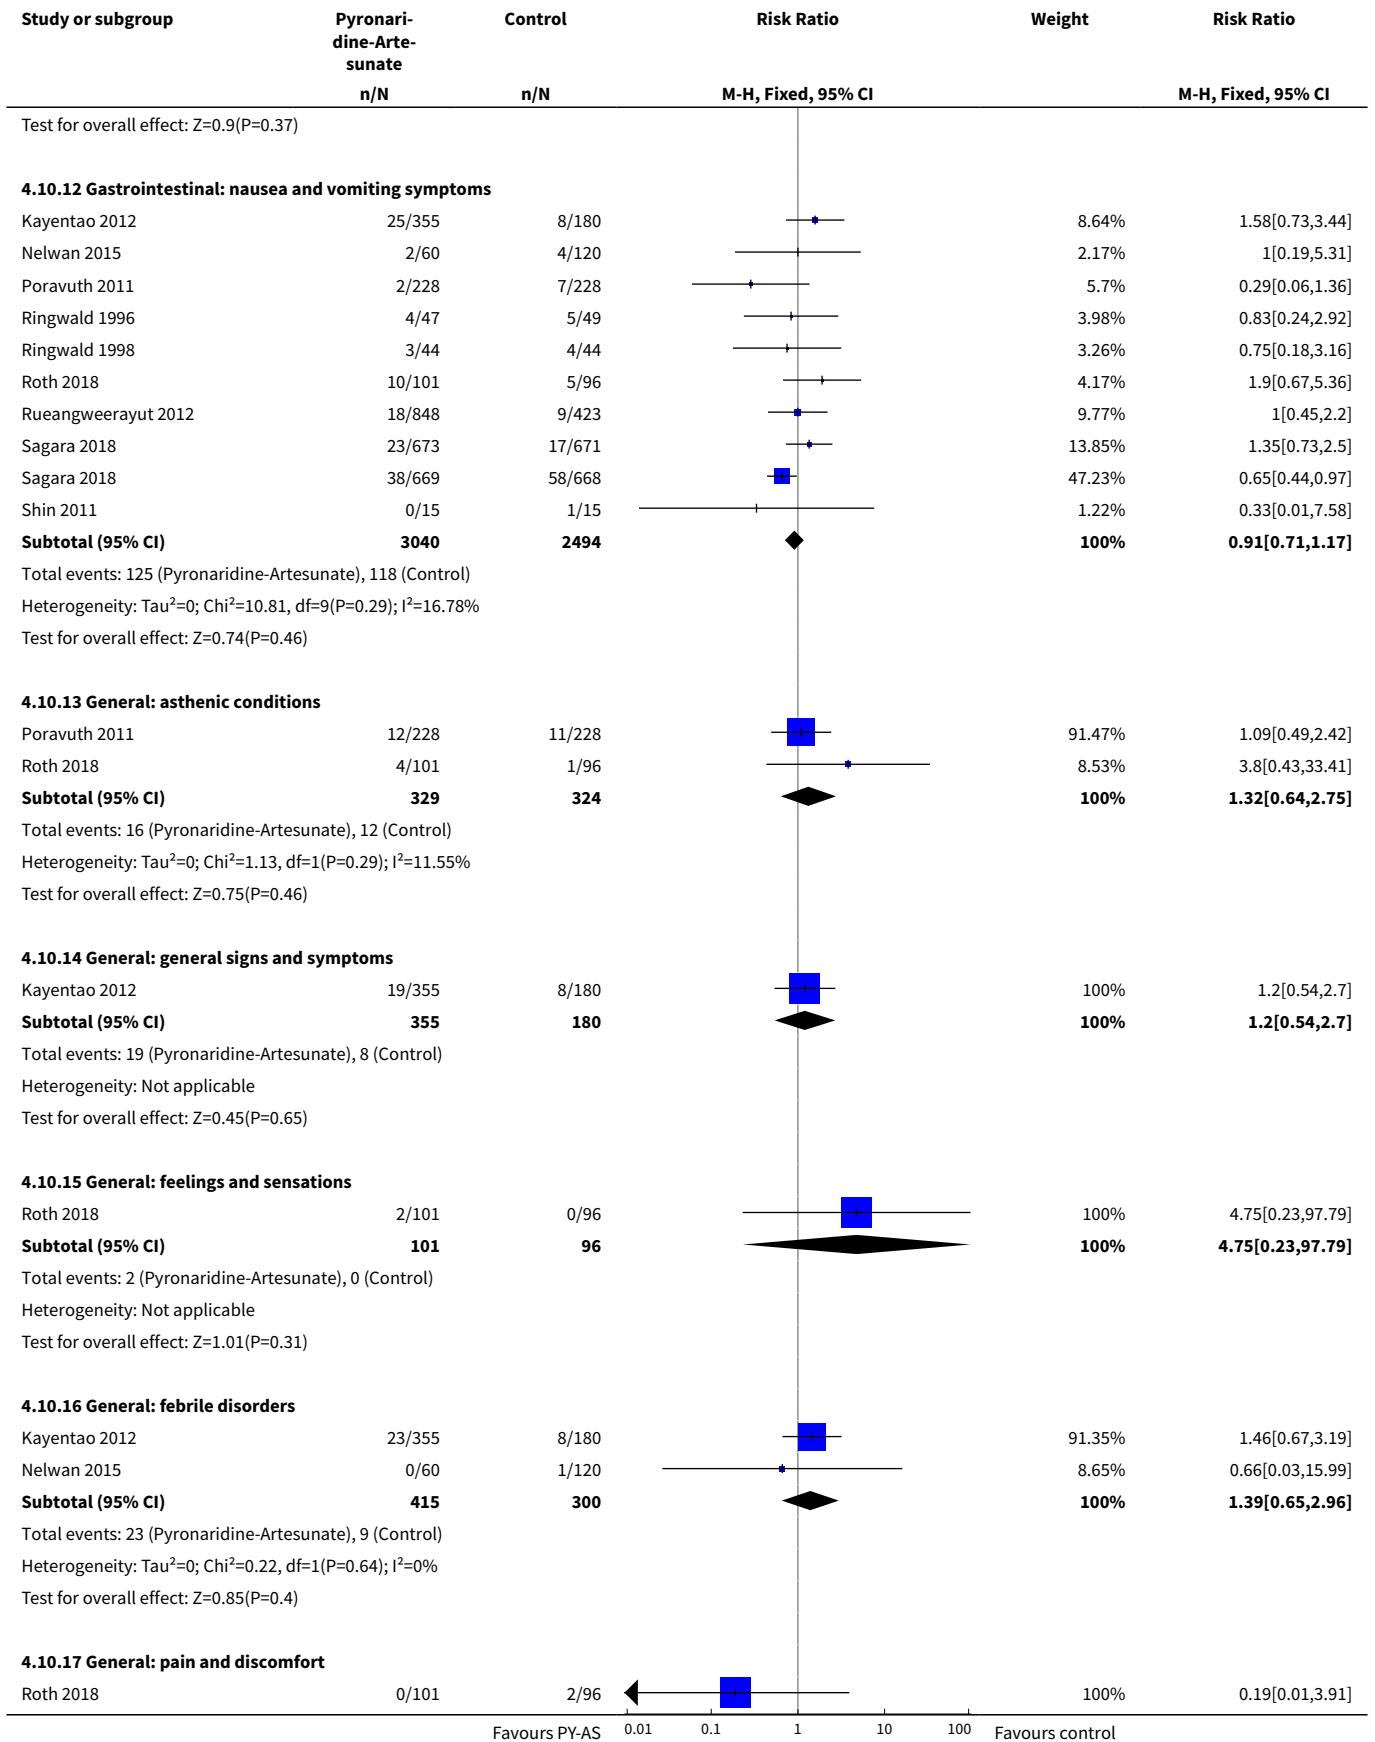 Study or subgroup Pyronari- Control Risk Ratio Weight Risk Ratio
dine-Arte-
sunate
n/N n/N M-H, Fixed, 95% CI M-H, Fixed, 95% CI
Test for overall effect: Z=0.9(P=0.37)
4.10.12 Gastrointestinal: nausea and vomiting symptoms
Kayentao 2012 25/355 8/180 8.64% 1.58[0.73,3.44]
Nelwan 2015 2/60 4/120 2.17% 1[0.19,5.31]
Poravuth 2011 2/228 7/228 5.7% 0.29[0.06,1.36]
Ringwald 1996 4/47 5/49 3.98% 0.83[0.24,2.92]
Ringwald 1998 3/44 4/44 3.26% 0.75[0.18,3.16]
Roth 2018 10/101 5/96 4.17% 1.9[0.67,5.36]
Rueangweerayut 2012 18/848 9/423 9.77% 1[0.45,2.2]
Sagara 2018 23/673 17/671 13.85% 1.35[0.73,2.5]
Sagara 2018 38/669 58/668 47.23% 0.65[0.44,0.97]
Shin 2011 0/15 1/15 1.22% 0.33[0.01,7.58]
Subtotal (95% CI) 3040 2494 100% 0.91[0.71,1.17]
Total events: 125 (Pyronaridine-Artesunate), 118 (Control)
Heterogeneity: Tau²=0; Chi²=10.81, df=9(P=0.29); I²=16.78%
Test for overall effect: Z=0.74(P=0.46)
4.10.13 General: asthenic conditions
Poravuth 2011 12/228 11/228 91.47% 1.09[0.49,2.42]
Roth 2018 4/101 1/96 8.53% 3.8[0.43,33.41]
Subtotal (95% CI) 329 324 100% 1.32[0.64,2.75]
Total events: 16 (Pyronaridine-Artesunate), 12 (Control)
Heterogeneity: Tau²=0; Chi²=1.13, df=1(P=0.29); I²=11.55%
Test for overall effect: Z=0.75(P=0.46)
4.10.14 General: general signs and symptoms
Kayentao 2012 19/355 8/180 100% 1.2[0.54,2.7]
Subtotal (95% CI) 355 180 100% 1.2[0.54,2.7]
Total events: 19 (Pyronaridine-Artesunate), 8 (Control)
Heterogeneity: Not applicable
Test for overall effect: Z=0.45(P=0.65)
4.10.15 General: feelings and sensations
Roth 2018 2/101 0/96 100% 4.75[0.23,97.79]
Subtotal (95% CI) 101 96 100% 4.75[0.23,97.79]
Total events: 2 (Pyronaridine-Artesunate), 0 (Control)
Heterogeneity: Not applicable
Test for overall effect: Z=1.01(P=0.31)
4.10.16 General: febrile disorders
Kayentao 2012 23/355 8/180 91.35% 1.46[0.67,3.19]
Nelwan 2015 0/60 1/120 8.65% 0.66[0.03,15.99]
Subtotal (95% CI) 415 300 100% 1.39[0.65,2.96]
Total events: 23 (Pyronaridine-Artesunate), 9 (Control)
Heterogeneity: Tau²=0; Chi²=0.22, df=1(P=0.64); I²=0%
Test for overall effect: Z=0.85(P=0.4)
4.10.17 General: pain and discomfort
Roth 2018 0/101 2/96 100% 0.19[0.01,3.91]
Favours PY-AS 0.01 0.1 1 10 100 Favours control